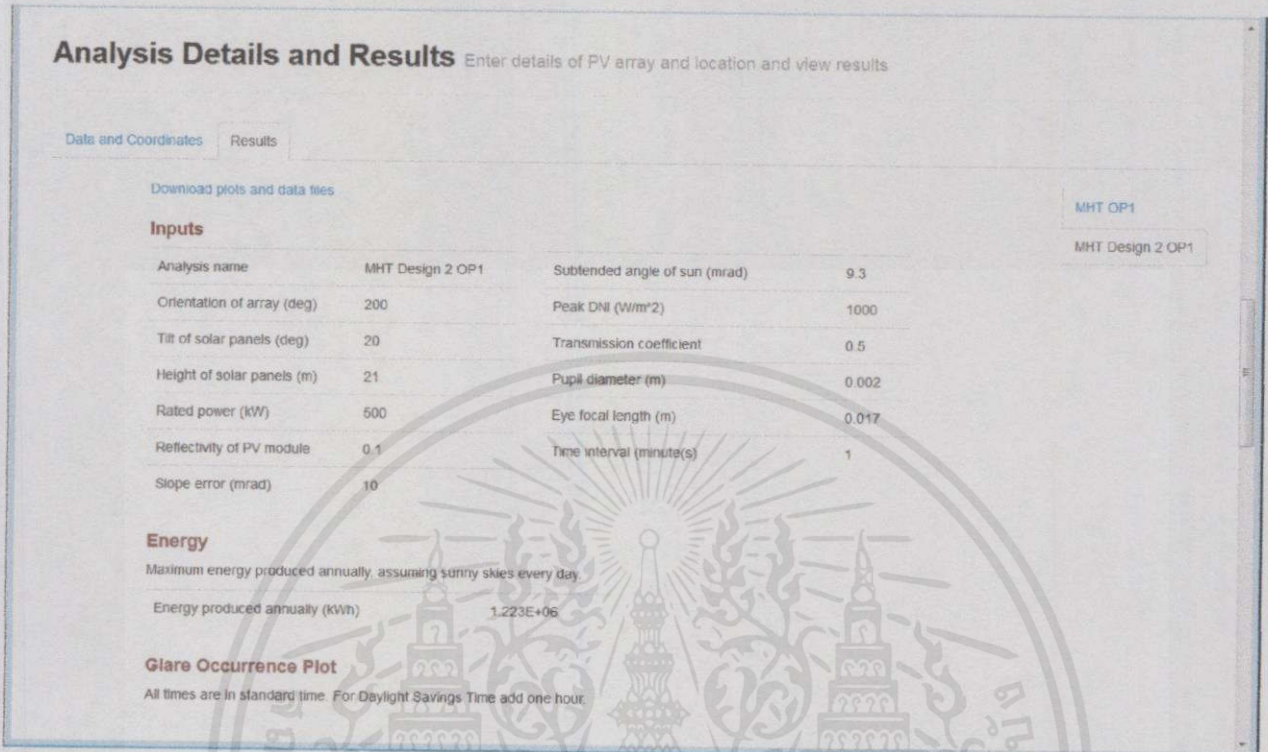 Analysis Details and Results Enter details of PV array and location and view results
Data and Coordinates Results
Download plots and data files
MHT OP1
MHT Design 2 OP1
Inputs
Analysis name MHT Design 2 OP1 Subtended angle of sun (mrad) 9.3
Orientation of array (deg) 200 Peak DNI (W/m^2) 1000
Tilt of solar panels (deg) 20 Transmission coefficient 0.5
Height of solar panels (m) 21 Pupil diameter (m) 0.002
Rated power (kW) 500 Eye focal length (m) 0.017
Reflectivity of PV module 0.1 Time interval (minute(s) 1
Slope error (mrad) 10
Energy
Maximum energy produced annually, assuming sunny skies every day.
Energy produced annually (kWh) 1.223E+06
Glare Occurrence Plot
All times are in standard time. For Daylight Savings Time add one hour.